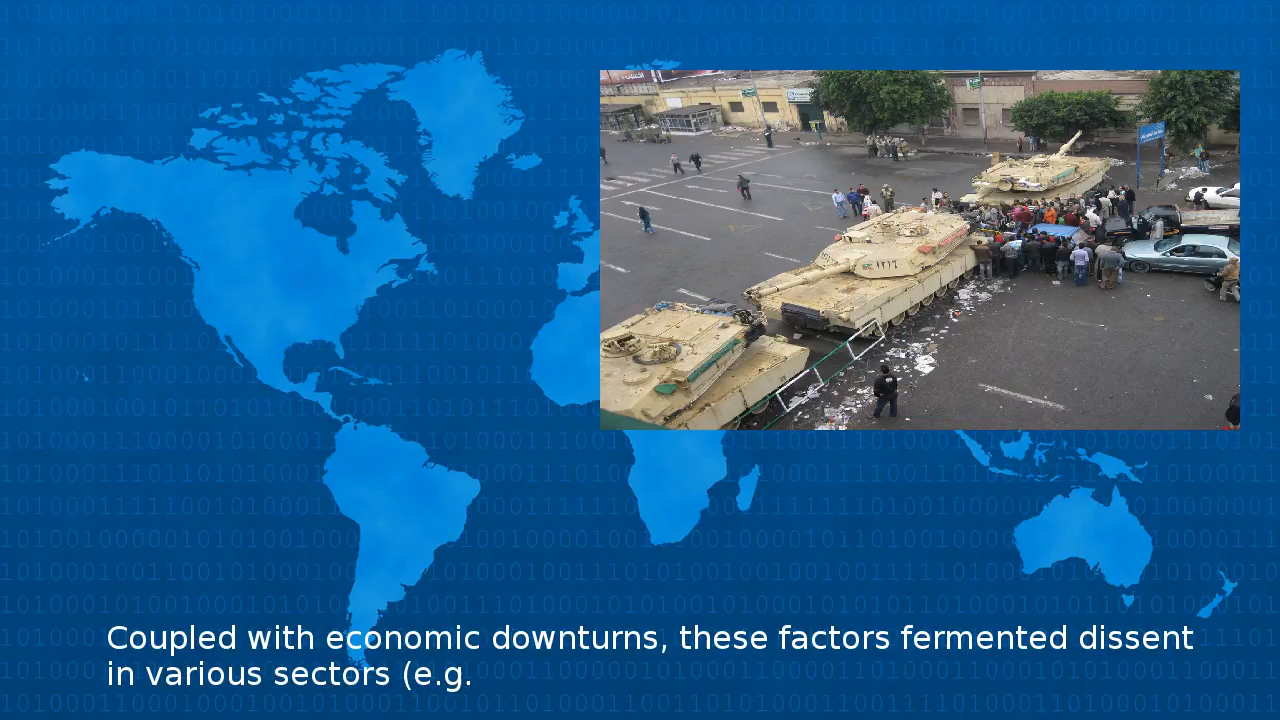 Coupled with economic downturns, these factors fermented dissent
in various sectors (e.g.